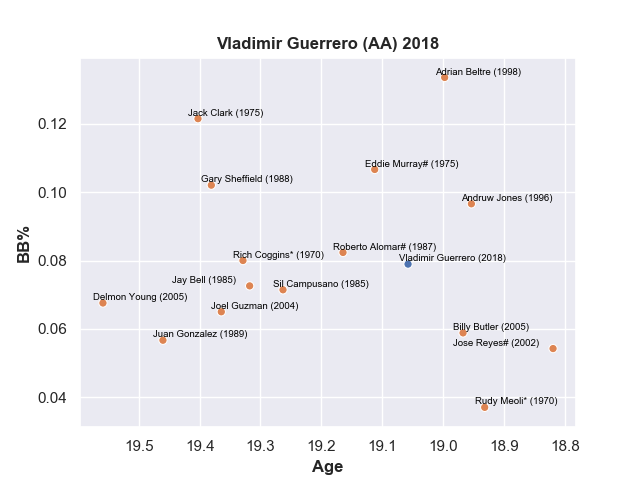 Vladimir Guerrero (AA) 2018
Adrian Beltre (1998)
Jack Clark (1975)
0.12
Eddie Murray# (1975)
Gary Sheffield (1988)
0.10
Andruw Jones (1996)
Roberto Alomar# (1987)
Rich Coggins* (1970)
Vladimir Guerrero (2018)
0.08
Jay Bell (1985)
Sil Campusano (1985)
Delmon Young (2005)
Joel Guzman (2004)
Billy Butler (2005)
0.06
Juan Gonzalez (1989)
Jose Reyes# (2002)
Rudy Meoli* (1970)
0.04
BB%
19.5 19.4 19.3 19.2 19.1 19.0 18.9 18.8
Age